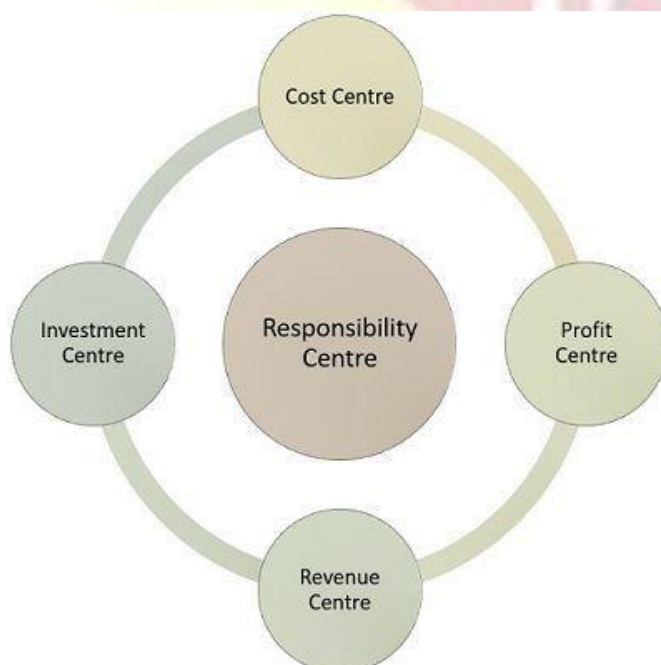 Cost Centre
Investment
Centre
Responsibility
Centre
Profit
Centre
Revenue
Centre